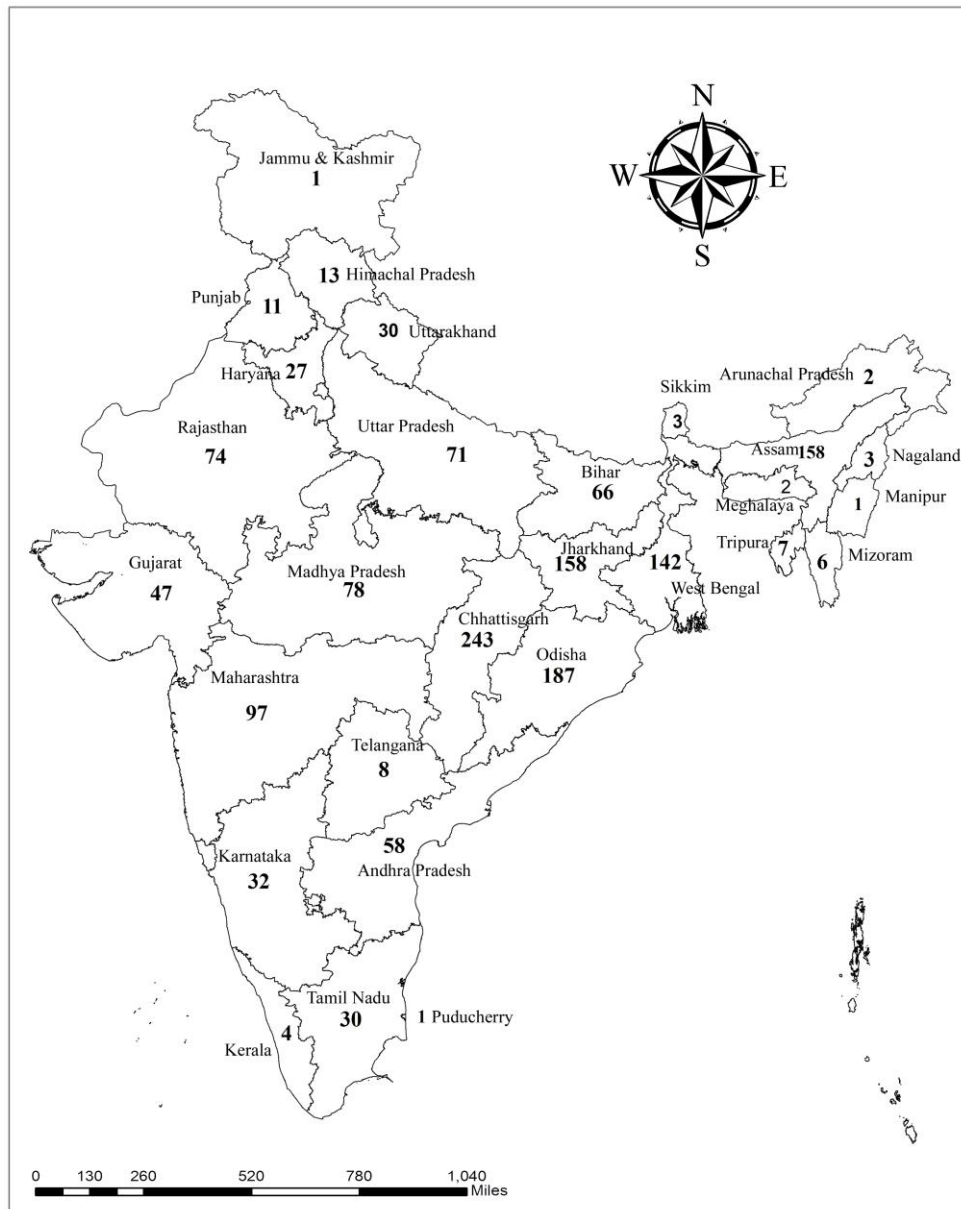 N
W E
S
Jammu & Kashmir
1
13 Himachal Pradesh
Punjab
11
30 Uttarakhand
Haryana 27
Arunachal Pradesh 2
Sikkim
3
Rajasthan
74
Uttar Pradesh
71
Assam 158
Nagaland
3
Bihar
66
2
Meghalaya
Manipur
1
Tripura
7
Mizoram
6
Gujarat
47
Madhya Pradesh
78
Jharkhand
158
142
West Bengal
Chhattisgarh
243
Odisha
187
Maharashtra
97
Telangana
8
58
Andhra Pradesh
Karnataka
32
Tamil Nadu
30
1 Puducherry
4
Kerala
0 130 260 520 780 1,040
Miles